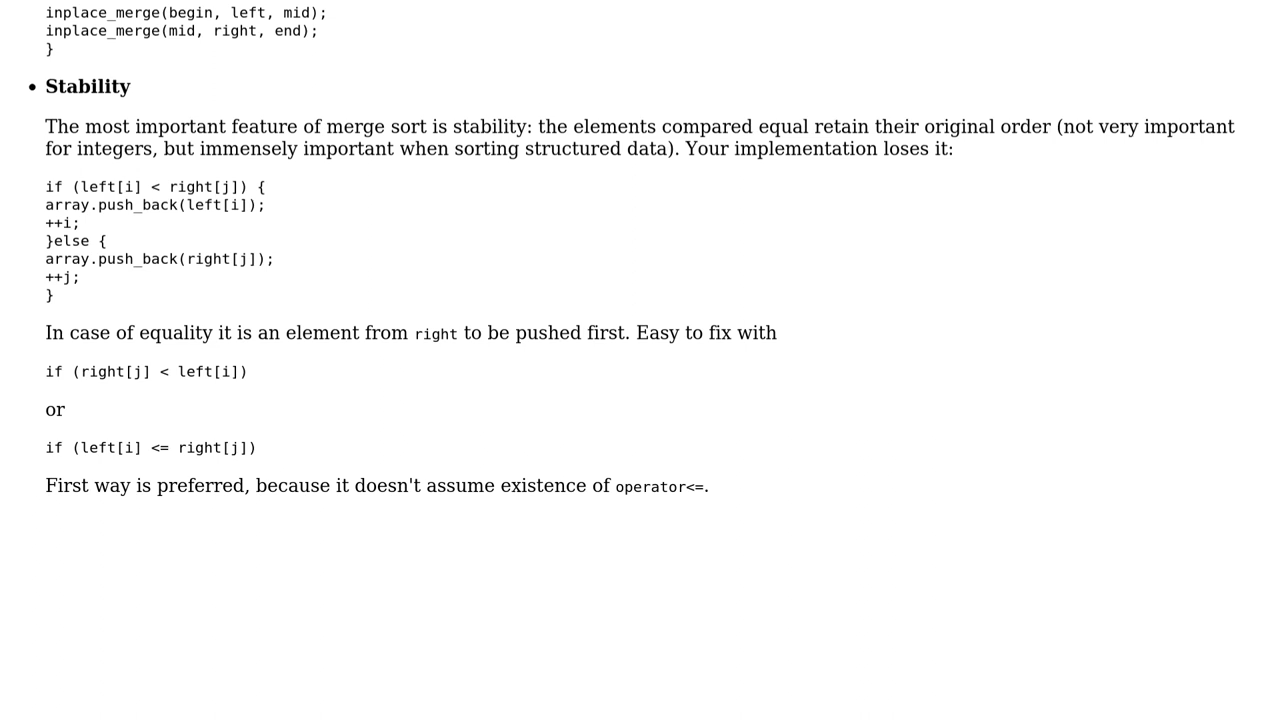 inplace_merge(begin, left, mid);
inplace_merge(mid, right, end);
}
• Stability
The most important feature of merge sort is stability: the elements compared equal retain their original order (not very important
for integers, but immensely important when sorting structured data). Your implementation loses it:
if (left[i] < right[j]) {
array.push_back(left[i]);
++i;
}else {
array.push_back(right[j]);
++j;
}
In case of equality it is an element from right to be pushed first. Easy to fix with
if (right[j] < left[i])
or
if (left[i] <= right[j])
First way is preferred, because it doesn't assume existence of operator<=.